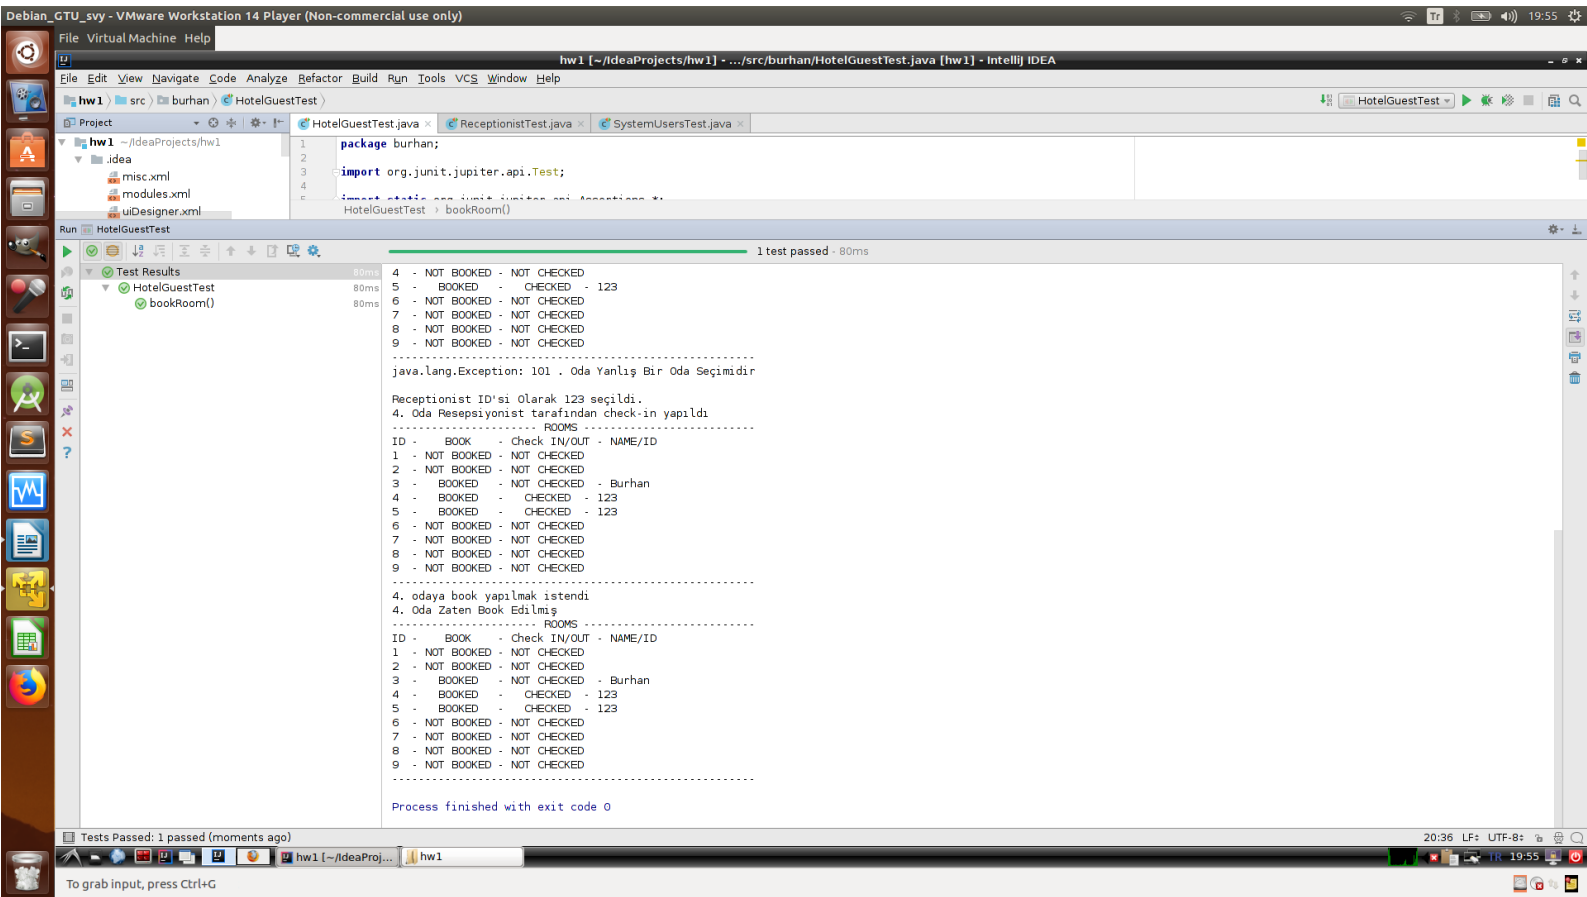 Debian_GTU_svy - VMware Workstation 14 Player (Non-commercial use only)
Tr
19:55
File Virtual Machine Help
hw1 [~/IdeaProjects/hw1] - .../src/burhan/HotelGuestTest.java [hw1] - IntelliJ IDEA
File Edit View Navigate Code Analyze Refactor Build Run Tools VCS Window Help
hw1 src burhan HotelGuestTest
HotelGuestTest
Project
HotelGuestTest.java ReceptionistTest.java SystemUsersTest.java
hw1 ~/IdeaProjects/hw1
.idea
misc.xml
modules.xml
uiDesigner.xml
1 package burhan;
2
3 import org.junit.jupiter.api.Test;
4
5 import static org.junit.jupiter.api.Assertions.*;
HotelGuestTest › bookRoom()
Run HotelGuestTest
1 test passed - 80ms
Test Results 80ms
HotelGuestTest 80ms
bookRoom() 80ms
4 - NOT BOOKED - NOT CHECKED
5 - BOOKED - CHECKED - 123
6 - NOT BOOKED - NOT CHECKED
7 - NOT BOOKED - NOT CHECKED
8 - NOT BOOKED - NOT CHECKED
9 - NOT BOOKED - NOT CHECKED
-------------------------------------------------------
java.lang.Exception: 101 . Oda Yanlış Bir Oda Seçimidir
Receptionist ID'si Olarak 123 seçildi.
4. Oda Resepsiyonist tarafından check-in yapıldı
---------------------- ROOMS --------------------------
ID - BOOK - Check IN/OUT - NAME/ID
1 - NOT BOOKED - NOT CHECKED
2 - NOT BOOKED - NOT CHECKED
3 - BOOKED - NOT CHECKED - Burhan
4 - BOOKED - CHECKED - 123
5 - BOOKED - CHECKED - 123
6 - NOT BOOKED - NOT CHECKED
7 - NOT BOOKED - NOT CHECKED
8 - NOT BOOKED - NOT CHECKED
9 - NOT BOOKED - NOT CHECKED
-------------------------------------------------------
4. odaya book yapılmak istendi
4. Oda Zaten Book Edilmiş
---------------------- ROOMS --------------------------
ID - BOOK - Check IN/OUT - NAME/ID
1 - NOT BOOKED - NOT CHECKED
2 - NOT BOOKED - NOT CHECKED
3 - BOOKED - NOT CHECKED - Burhan
4 - BOOKED - CHECKED - 123
5 - BOOKED - CHECKED - 123
6 - NOT BOOKED - NOT CHECKED
7 - NOT BOOKED - NOT CHECKED
8 - NOT BOOKED - NOT CHECKED
9 - NOT BOOKED - NOT CHECKED
-------------------------------------------------------
Process finished with exit code 0
Tests Passed: 1 passed (moments ago)
20:36 LF÷ UTF-8÷
hw1 [~/IdeaProj...
hw1
TR 19:55
To grab input, press Ctrl+G